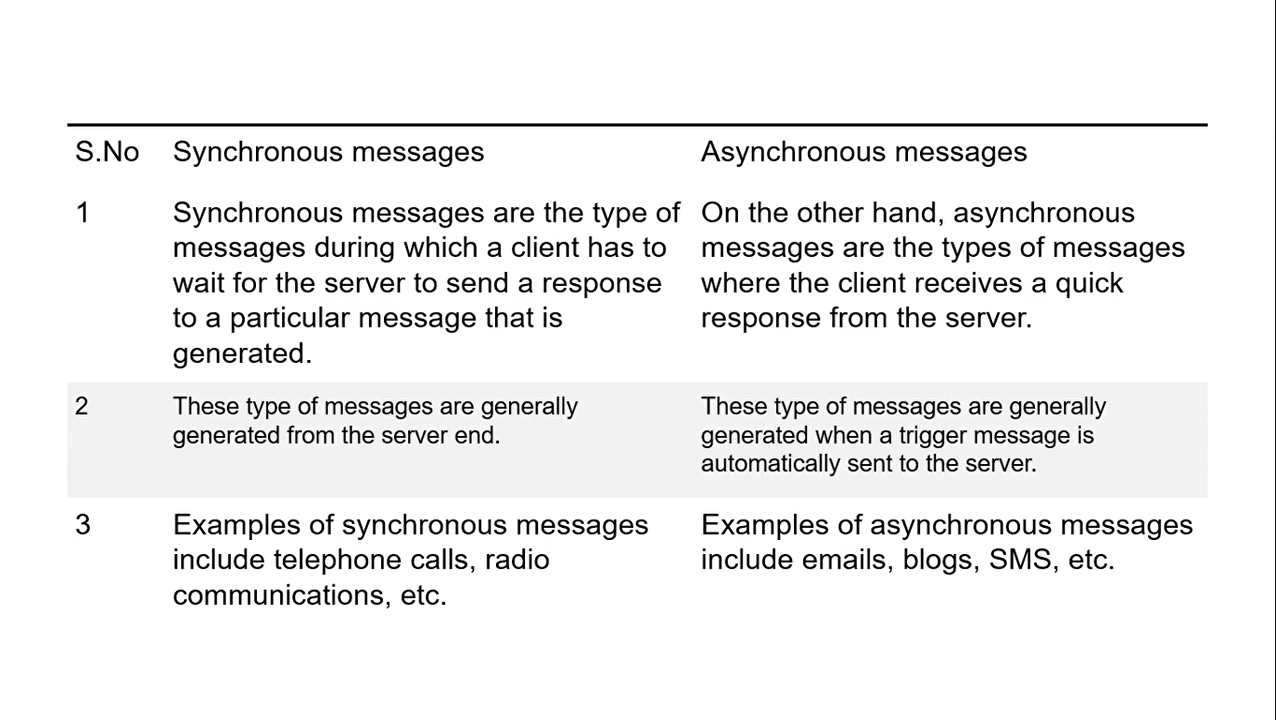 S.No Synchronous messages Asynchronous messages
1 Synchronous messages are the type of On the other hand, asynchronous
messages during which a client has to messages are the types of messages
wait for the server to send a response where the client receives a quick
to a particular message that is response from the server.
generated.
2 These type of messages are generally These type of messages are generally
generated from the server end. generated when a trigger message is
automatically sent to the server.
3 Examples of synchronous messages Examples of asynchronous messages
include telephone calls, radio include emails, blogs, SMS, etc.
communications, etc.